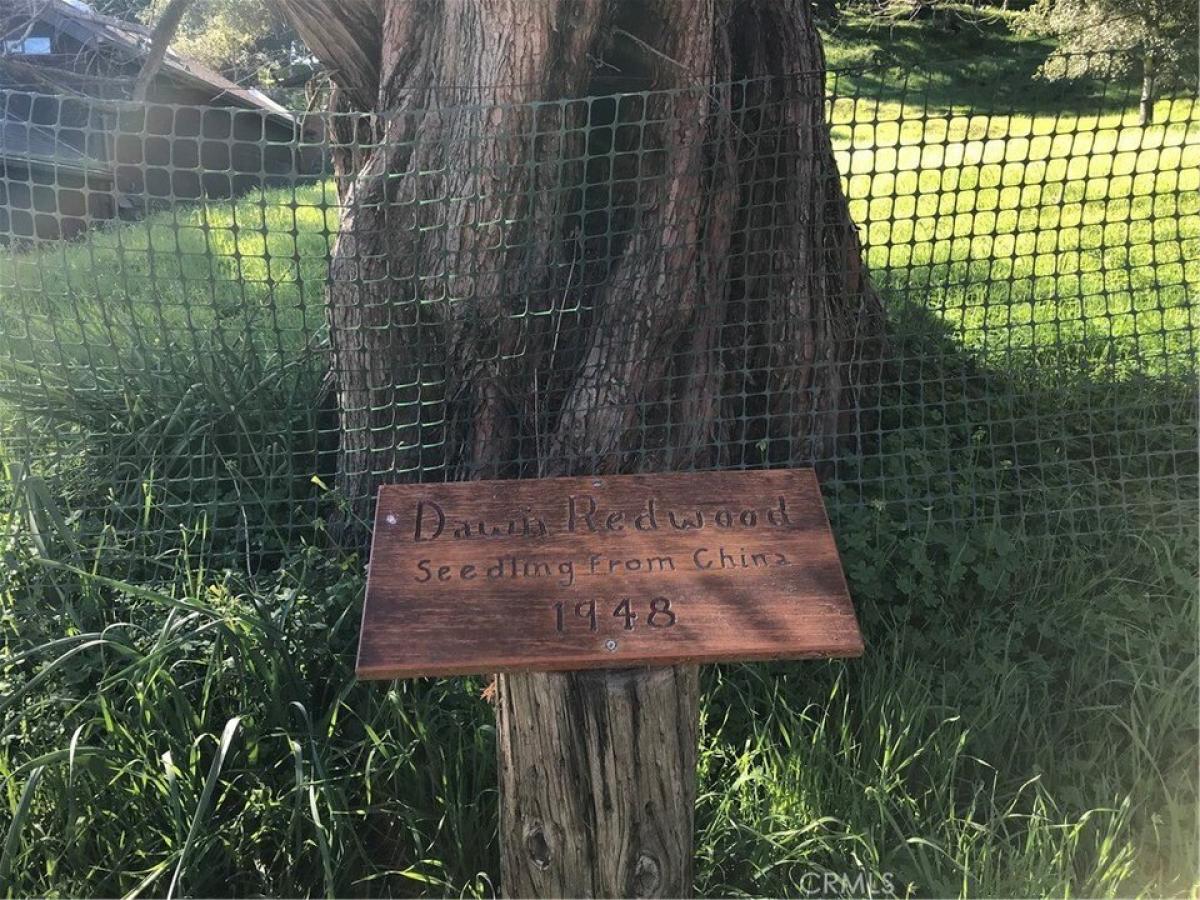 Dawn Redwood
Seedling from China
1948
CRMLS